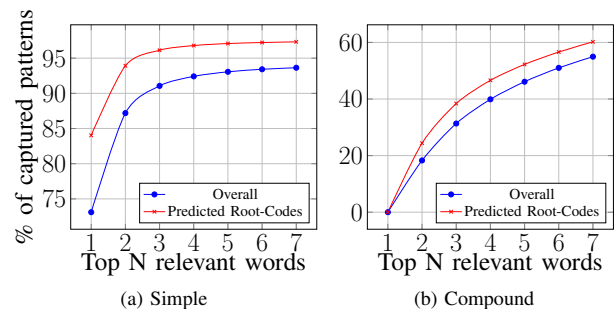 % of captured patterns
95
90
85
80
75
Overall
Predicted Root-Codes
1 2 3 4 5 6 7
Top N relevant words
(a) Simple
60
40
20
0
Overall
Predicted Root-Codes
1 2 3 4 5 6 7
Top N relevant words
(b) Compound